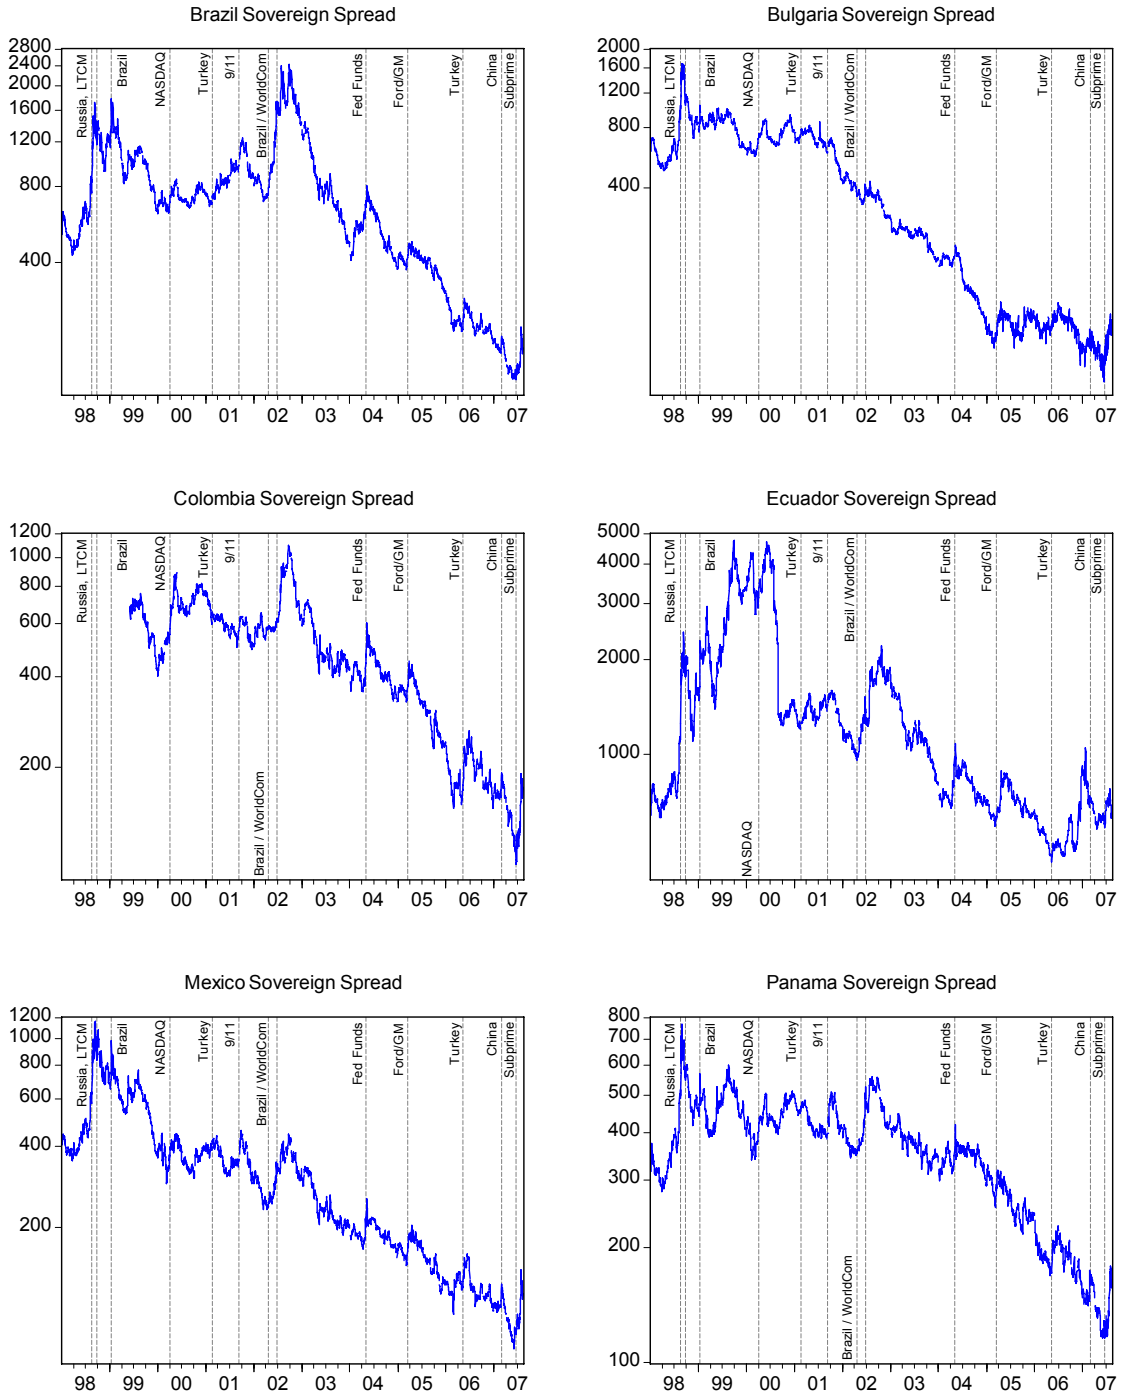 Brazil Sovereign Spread
2800
2400
2000
1600
1200
800
400
Russia, LTCM
Brazil
NASDAQ
Turkey
9/11
Brazil / WorldCom
Fed Funds
Ford/GM
Turkey
China
Subprime
98 99 00 01 02 03 04 05 06 07
Bulgaria Sovereign Spread
2000
1600
1200
800
400
Russia, LTCM
Brazil
NASDAQ
Turkey
9/11
Brazil / WorldCom
Fed Funds
Ford/GM
Turkey
China
Subprime
98 99 00 01 02 03 04 05 06 07
Colombia Sovereign Spread
1200
1000
800
600
400
200
Russia, LTCM
Brazil
NASDAQ
Turkey
9/11
Brazil / WorldCom
Fed Funds
Ford/GM
Turkey
China
Subprime
98 99 00 01 02 03 04 05 06 07
Ecuador Sovereign Spread
5000
4000
3000
2000
1000
Russia, LTCM
Brazil
NASDAQ
Turkey
9/11
Brazil / WorldCom
Fed Funds
Ford/GM
Turkey
China
Subprime
98 99 00 01 02 03 04 05 06 07
Mexico Sovereign Spread
1200
1000
800
600
400
200
Russia, LTCM
Brazil
NASDAQ
Turkey
9/11
Brazil / WorldCom
Fed Funds
Ford/GM
Turkey
China
Subprime
98 99 00 01 02 03 04 05 06 07
Panama Sovereign Spread
800
700
600
500
400
300
200
100
Russia, LTCM
Brazil
NASDAQ
Turkey
9/11
Brazil / WorldCom
Fed Funds
Ford/GM
Turkey
China
Subprime
98 99 00 01 02 03 04 05 06 07